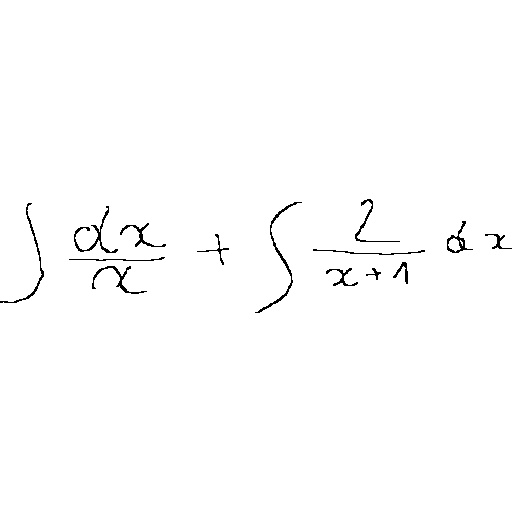 ∫ dx/x + ∫ 2/(x+1) dx